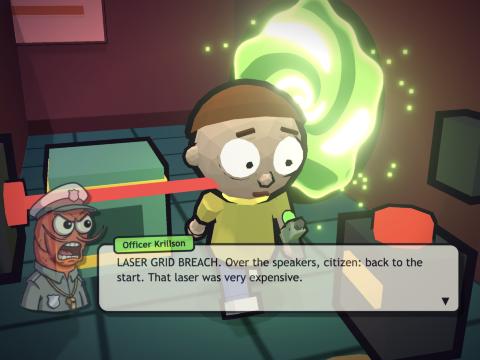 Officer Krillson
LASER GRID BREACH. Over the speakers, citizen: back to the
start. That laser was very expensive.